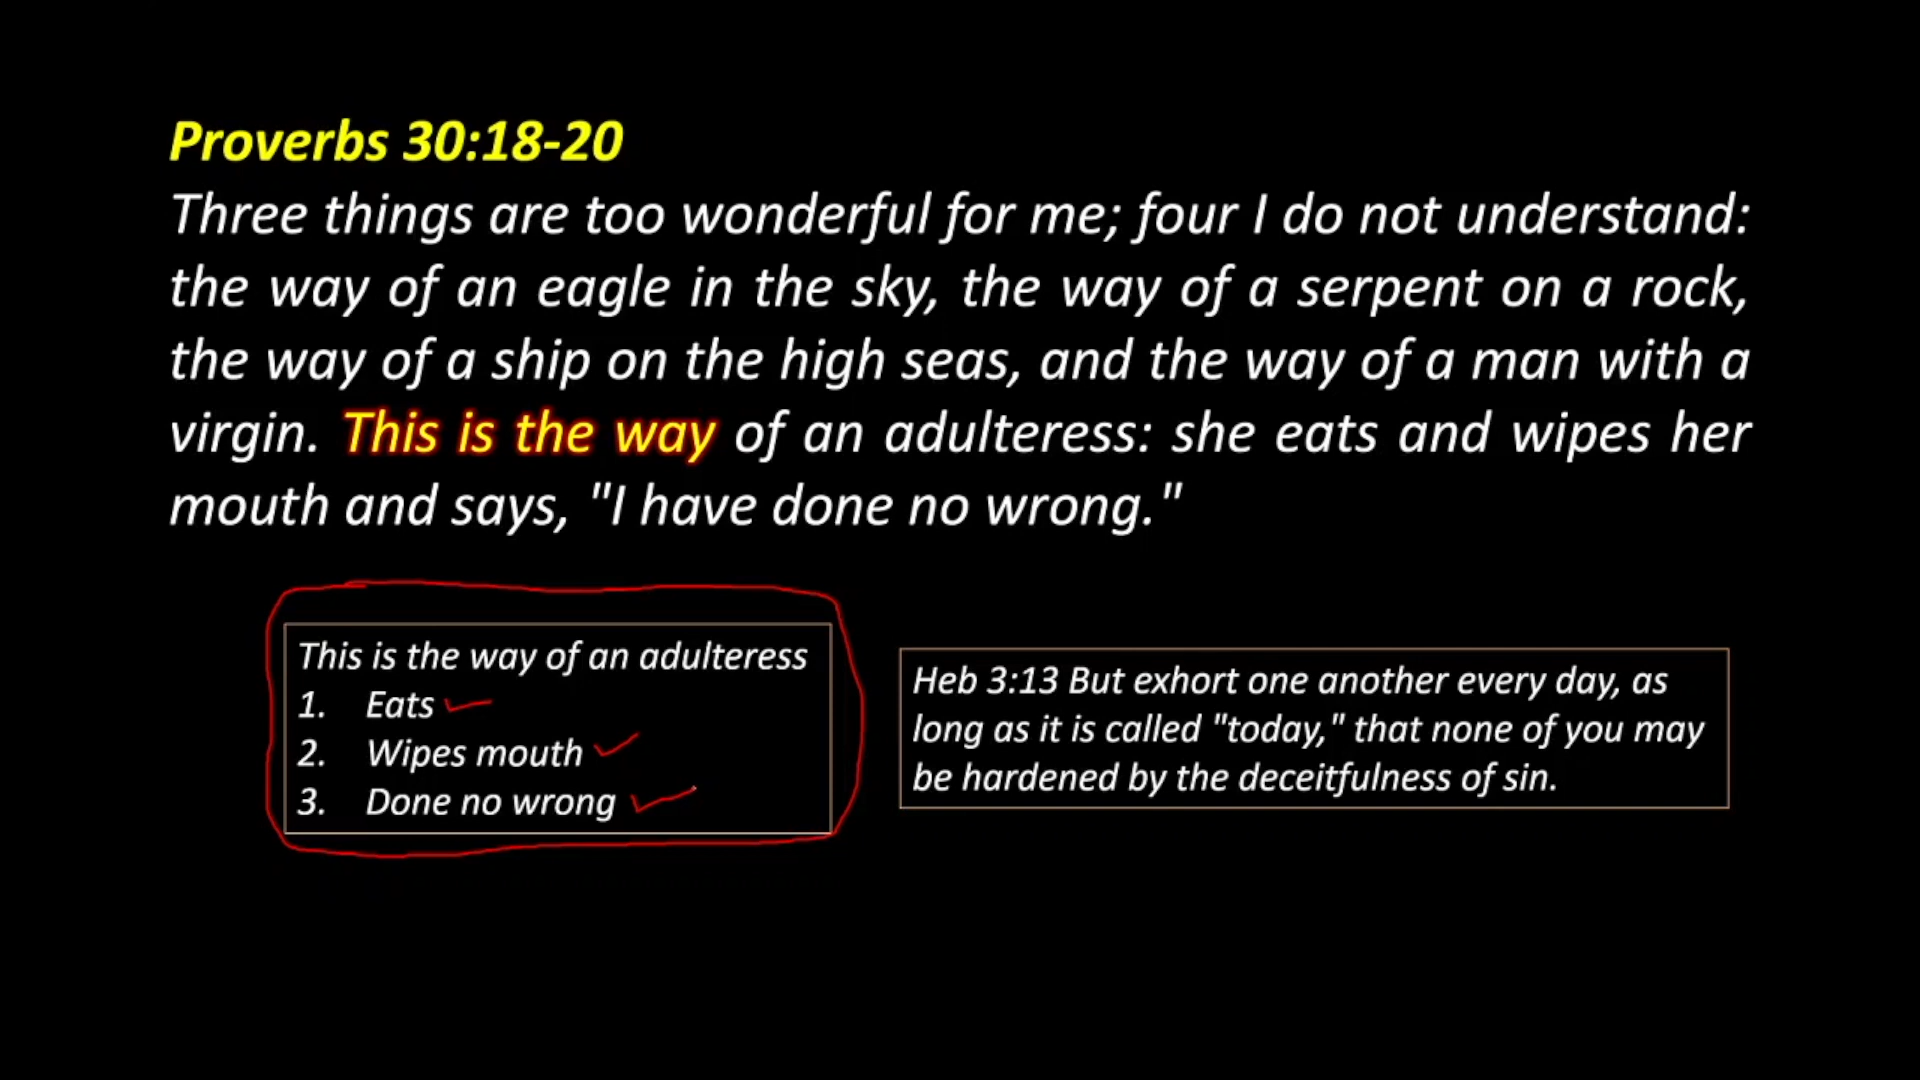 Proverbs 30:18-20
Three things are too wonderful for me; four I do not understand:
the way of an eagle in the sky, the way of a serpent on a rock,
the way of a ship on the high seas, and the way of a man with a
virgin. This is the way of an adulteress: she eats and wipes her
mouth and says, "I have done no wrong."
This is the way of an adulteress
1. Eats
2. Wipes mouth
3. Done no wrong
Heb 3:13 But exhort one another every day, as
long as it is called "today," that none of you may
be hardened by the deceitfulness of sin.